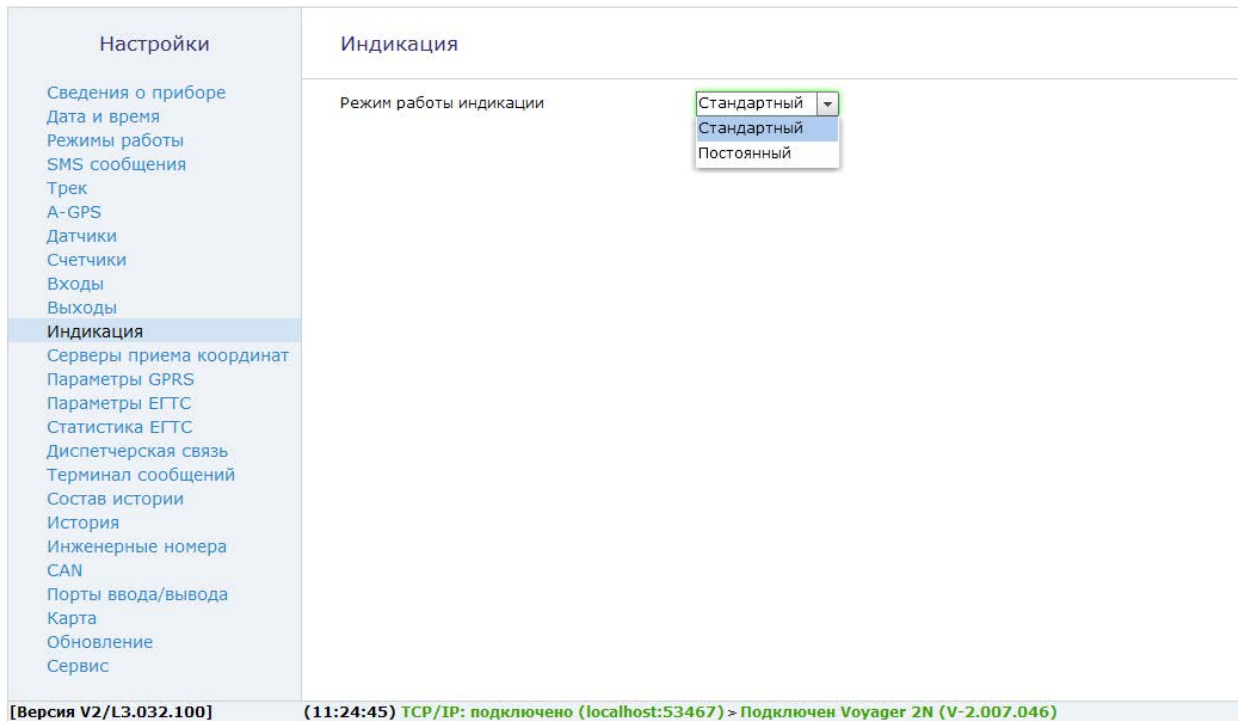 Настройки
Сведения о приборе
Дата и время
Режимы работы
SMS сообщения
Трек
A-GPS
Датчики
Счетчики
Входы
Выходы
Индикация
Серверы приема координат
Параметры GPRS
Параметры ЕГТС
Статистика ЕГТС
Диспетчерская связь
Терминал сообщений
Состав истории
История
Инженерные номера
CAN
Порты ввода/вывода
Карта
Обновление
Сервис
Индикация
Режим работы индикации
Стандартный
Стандартный
Постоянный
[Версия V2/L3.032.100] (11:24:45) TCP/IP: подключено (localhost:53467) > Подключен Voyager 2N (V-2.007.046)